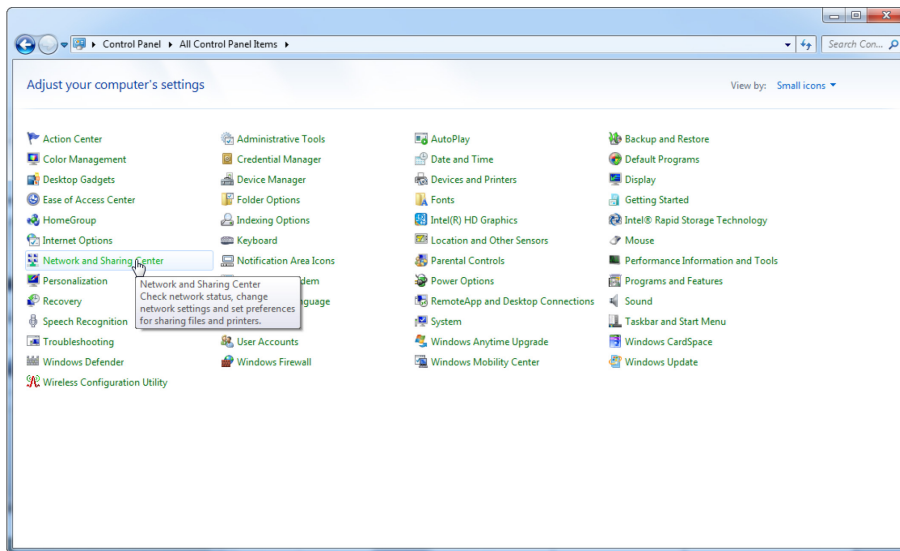 Control Panel All Control Panel Items Search Con...
Adjust your computer's settings View by: Small icons
Action Center Administrative Tools AutoPlay Backup and Restore
Color Management Credential Manager Date and Time Default Programs
Desktop Gadgets Device Manager Devices and Printers Display
Ease of Access Center Folder Options Fonts Getting Started
HomeGroup Indexing Options Intel(R) HD Graphics Intel® Rapid Storage Technology
Internet Options Keyboard Location and Other Sensors Mouse
Network and Sharing Center Notification Area Icons Parental Controls Performance Information and Tools
Personalization Power Options Programs and Features
Recovery RemoteApp and Desktop Connections Sound
Speech Recognition System Taskbar and Start Menu
Network and Sharing Center
Check network status, change
network settings and set preferences
for sharing files and printers.
Troubleshooting User Accounts Windows Anytime Upgrade Windows CardSpace
Windows Defender Windows Firewall Windows Mobility Center Windows Update
Wireless Configuration Utility